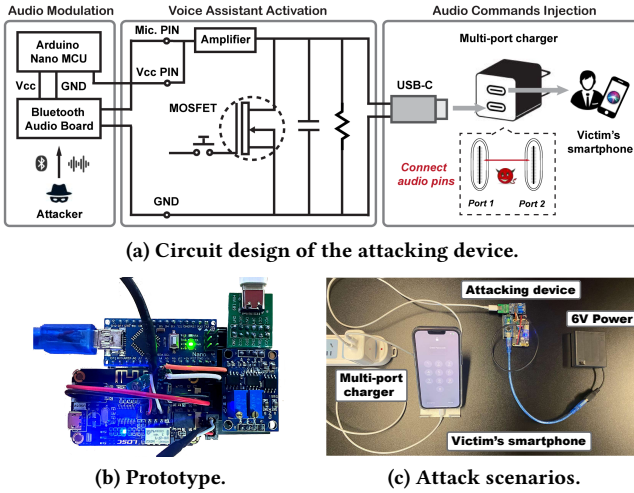 Audio Modulation
Voice Assistant Activation
Audio Commands Injection
Arduino
Nano MCU
Vcc
GND
Bluetooth
Audio Board
Attacker
Mic. PIN
Amplifier
Vcc PIN
MOSFET
GND
USB-C
Multi-port charger
Victim's
smartphone
Connect
audio pins
Port 1
Port 2
(a) Circuit design of the attacking device.
Nano
(b) Prototype.
Attacking device
6V Power
Multi-port
charger
Victim's smartphone
(c) Attack scenarios.